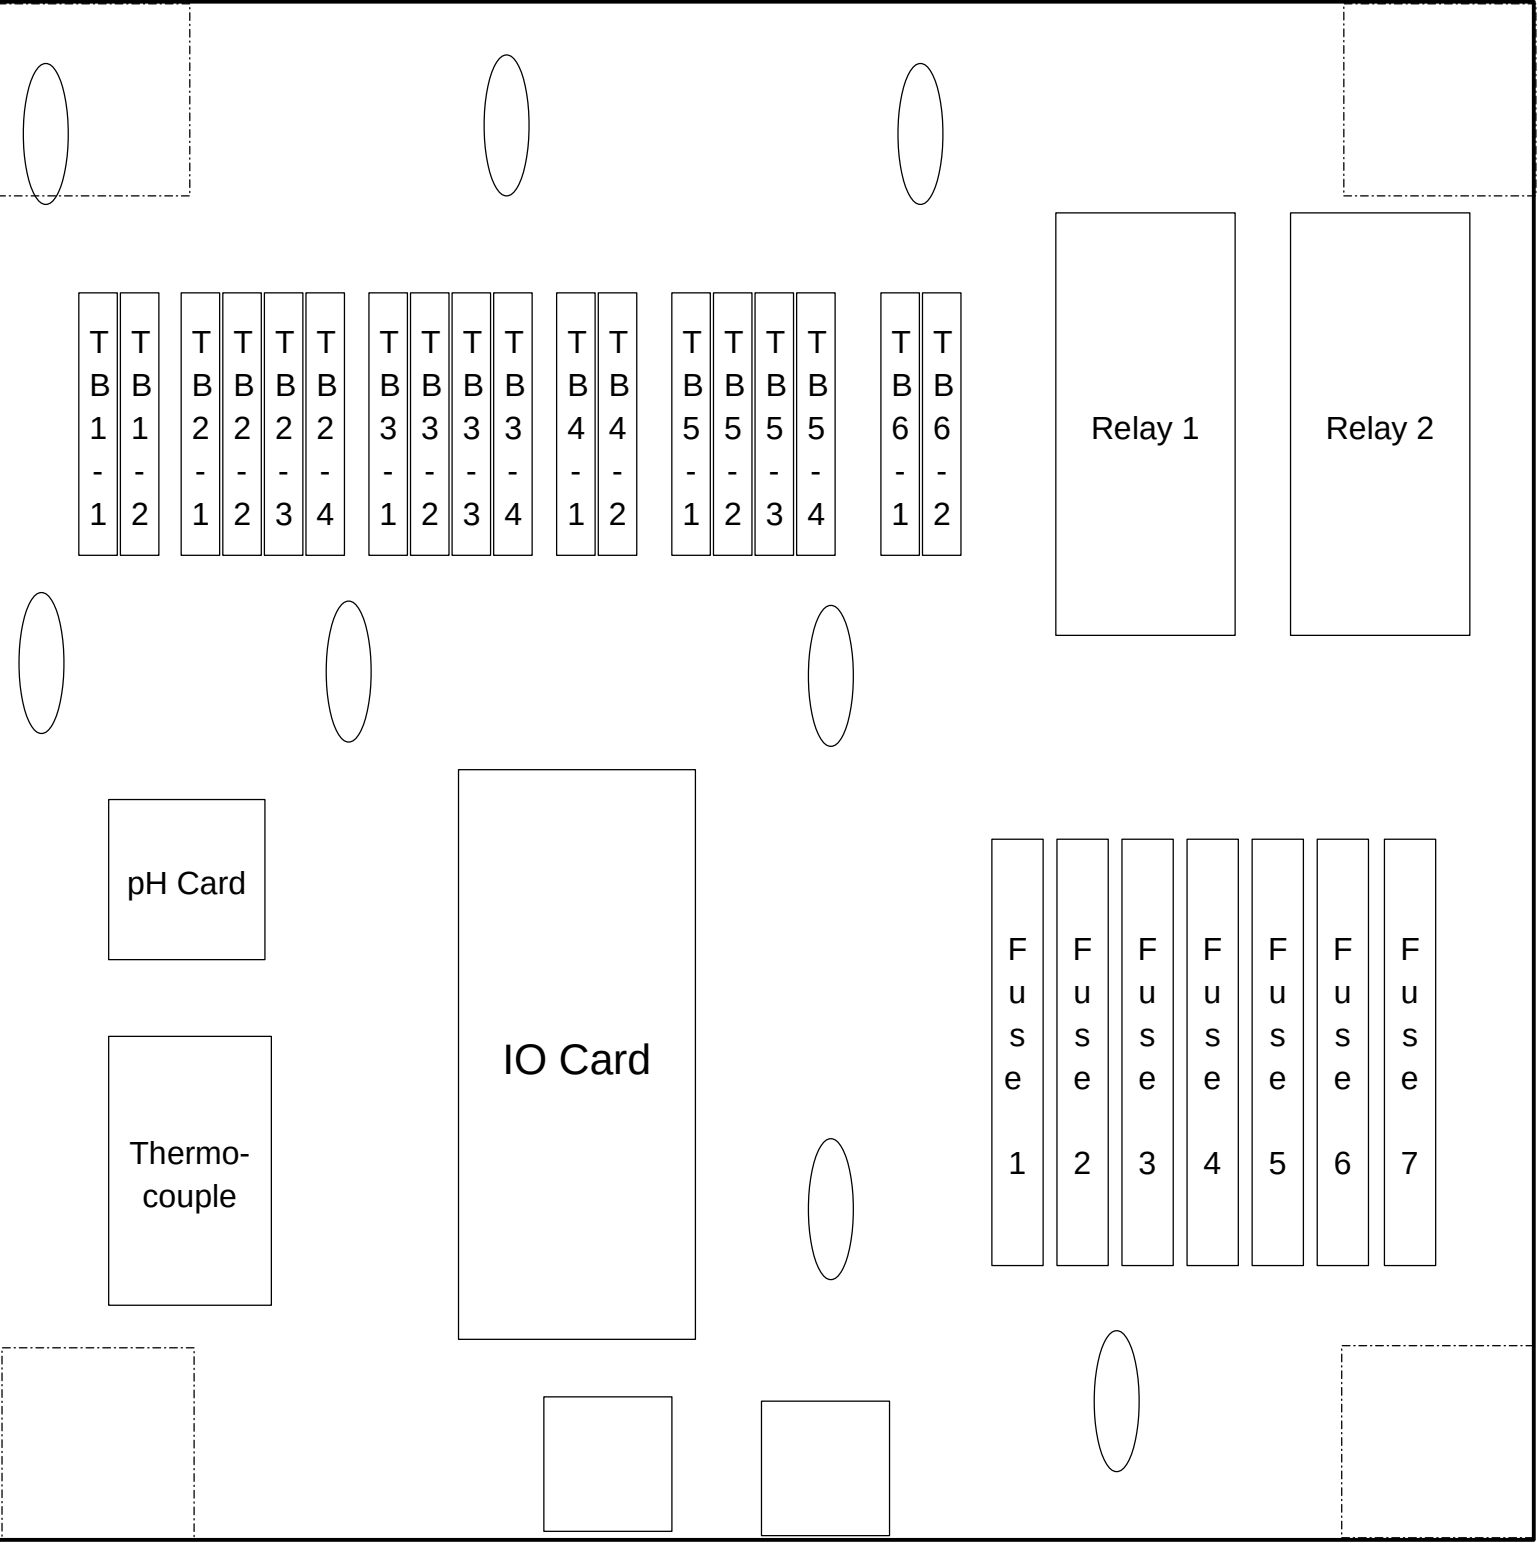 TB1-1
TB1-2
TB2-1
TB2-2
TB2-3
TB2-4
TB3-1
TB3-2
TB3-3
TB3-4
TB4-1
TB4-2
TB5-1
TB5-2
TB5-3
TB5-4
TB6-1
TB6-2
Relay 1
Relay 2
pH Card
Thermo-
couple
IO Card
Fuse 1
Fuse 2
Fuse 3
Fuse 4
Fuse 5
Fuse 6
Fuse 7